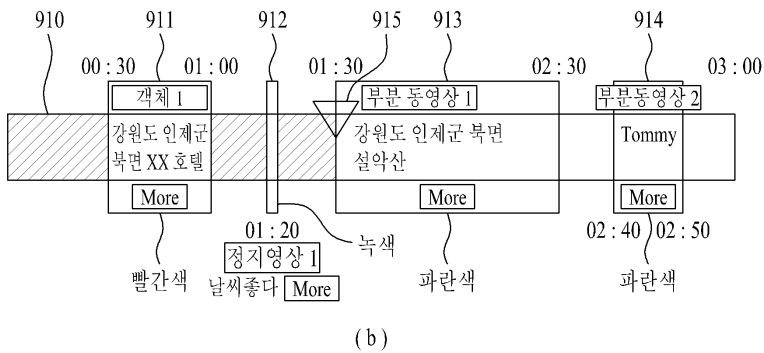 910 911 912 915 913 914
00 : 30 01 : 00 01 : 30 02 : 30 03 : 00
객체 1 부분 동영상 1 부분동영상 2
강원도 인제군 강원도 인제군 북면 Tommy
북면 XX 호텔 설악산
More More More
01 : 20 녹색 02 : 40 02 : 50
정지영상 1
빨간색 날씨좋다 More 파란색 파란색
( b )